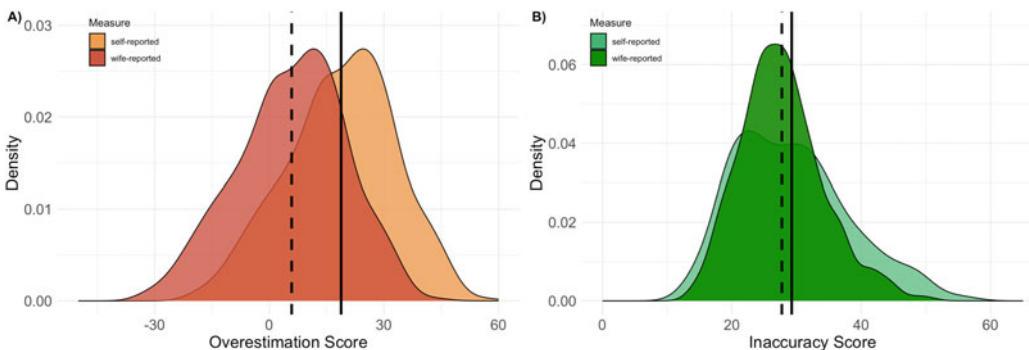 A)
Measure
self-reported
wife-reported
0.03
0.02
0.01
0.00
Density
-30 0 30 60
Overestimation Score
B)
Measure
self-reported
wife-reported
0.06
0.04
0.02
0.00
Density
0 20 40 60
Inaccuracy Score